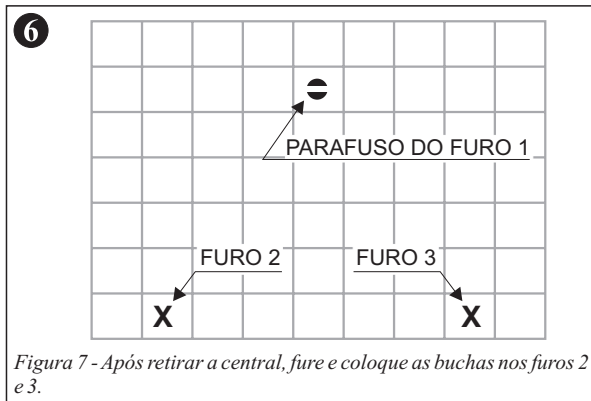 6
PARAFUSO DO FURO 1
FURO 2 FURO 3
X X
Figura 7 - Após retirar a central, fure e coloque as buchas nos furos 2
e 3.